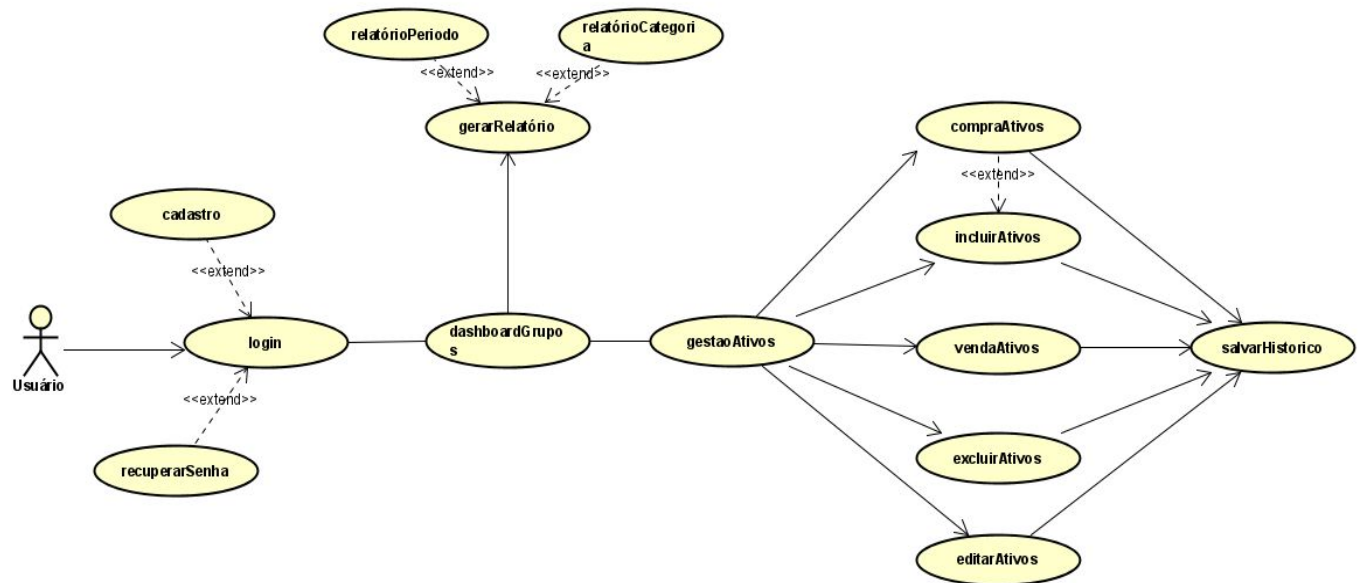 relatórioPeriodo
relatórioCategori
a
<<extend>>
<<extend>>
gerarRelatório
compraAtivos
<<extend>>
cadastro
incluirAtivos
<<extend>>
Usuário
login
dashboardGrupo
s
gestaoAtivos
vendaAtivos
salvarHistorico
<<extend>>
recuperarSenha
excluirAtivos
editarAtivos